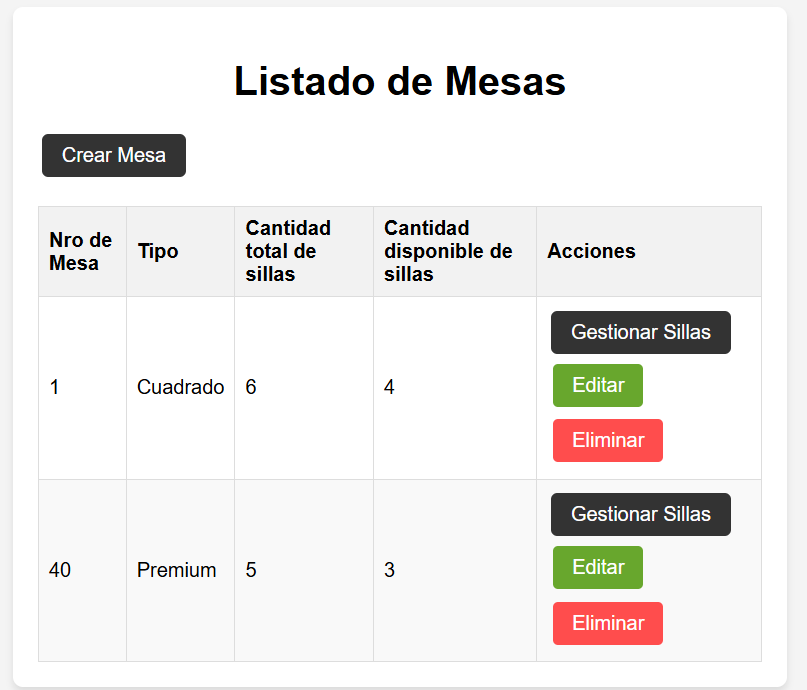 Listado de Mesas
Crear Mesa
Nro de
Mesa
Tipo
Cantidad
total de
sillas
Cantidad
disponible de
sillas
Acciones
1
Cuadrado
6
4
Gestionar Sillas
Editar
Eliminar
40
Premium
5
3
Gestionar Sillas
Editar
Eliminar